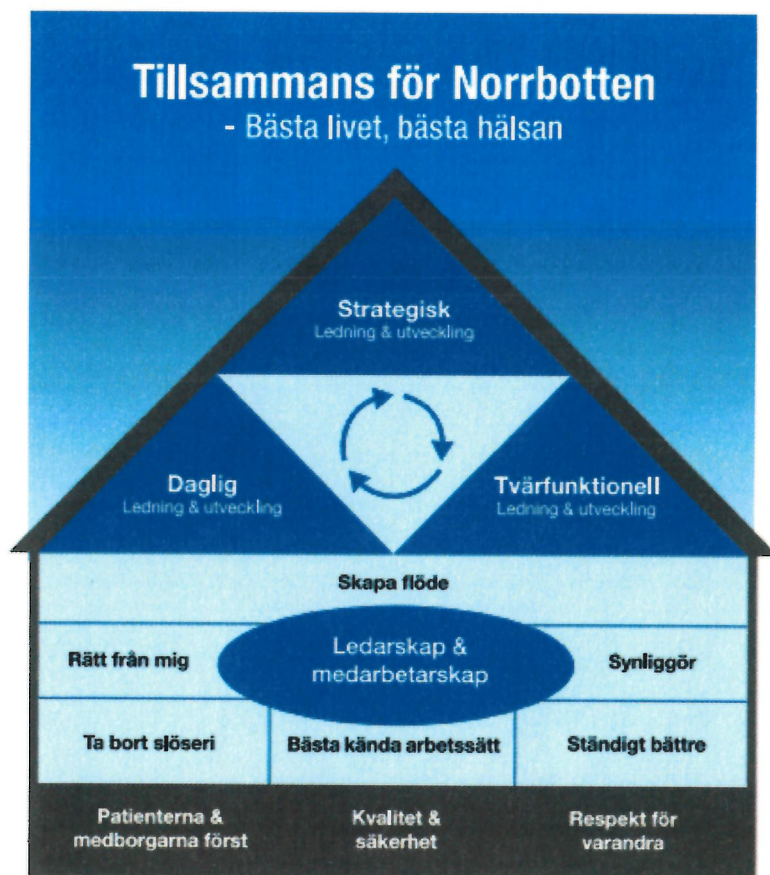 Tillsammans för Norrbotten
- Bästa livet, bästa hälsan
Strategisk
Ledning & utveckling
Daglig
Ledning & utveckling
Tvärfunktionell
Ledning & utveckling
Skapa flöde
Rätt från mig
Ledarskap &
medarbetarskap
Synliggör
Ta bort slöseri
Bästa kända arbetssätt
Ständigt bättre
Patienterna &
medborgarna först
Kvalitet &
säkerhet
Respekt för
varandra